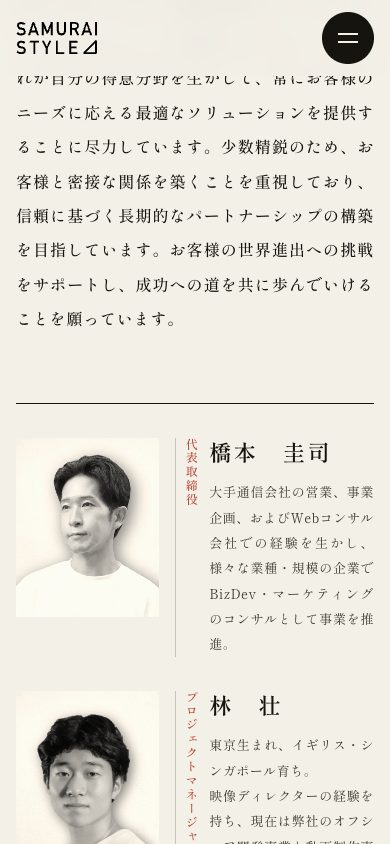 SAMURAI
STYLE
れが自分の得意分野を生かして、常にお客様の
ニーズに応える最適なソリューションを提供す
ることに尽力しています。少数精鋭のため、お
客様と密接な関係を築くことを重視しており、
信頼に基づく長期的なパートナーシップの構築
を目指しています。お客様の世界進出への挑戦
をサポートし、成功への道を共に歩んでいける
ことを願っています。
代表取締役
橋本　圭司
大手通信会社の営業、事業
企画、およびWebコンサル
会社での経験を生かし、
様々な業種・規模の企業で
BizDev・マーケティング
のコンサルとして事業を推
進。
プロジェクトマネージャ
林　壮
東京生まれ、イギリス・シ
ンガポール育ち。
映像ディレクターの経験を
持ち、現在は弊社のオフシ